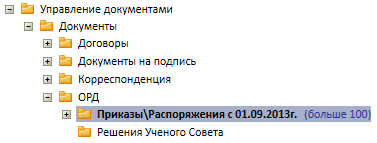 Управление документами
Документы
Договоры
Документы на подпись
Корреспонденция
ОРД
Приказы\Распоряжения с 01.09.2013г. (больше 100)
Решения Ученого Совета